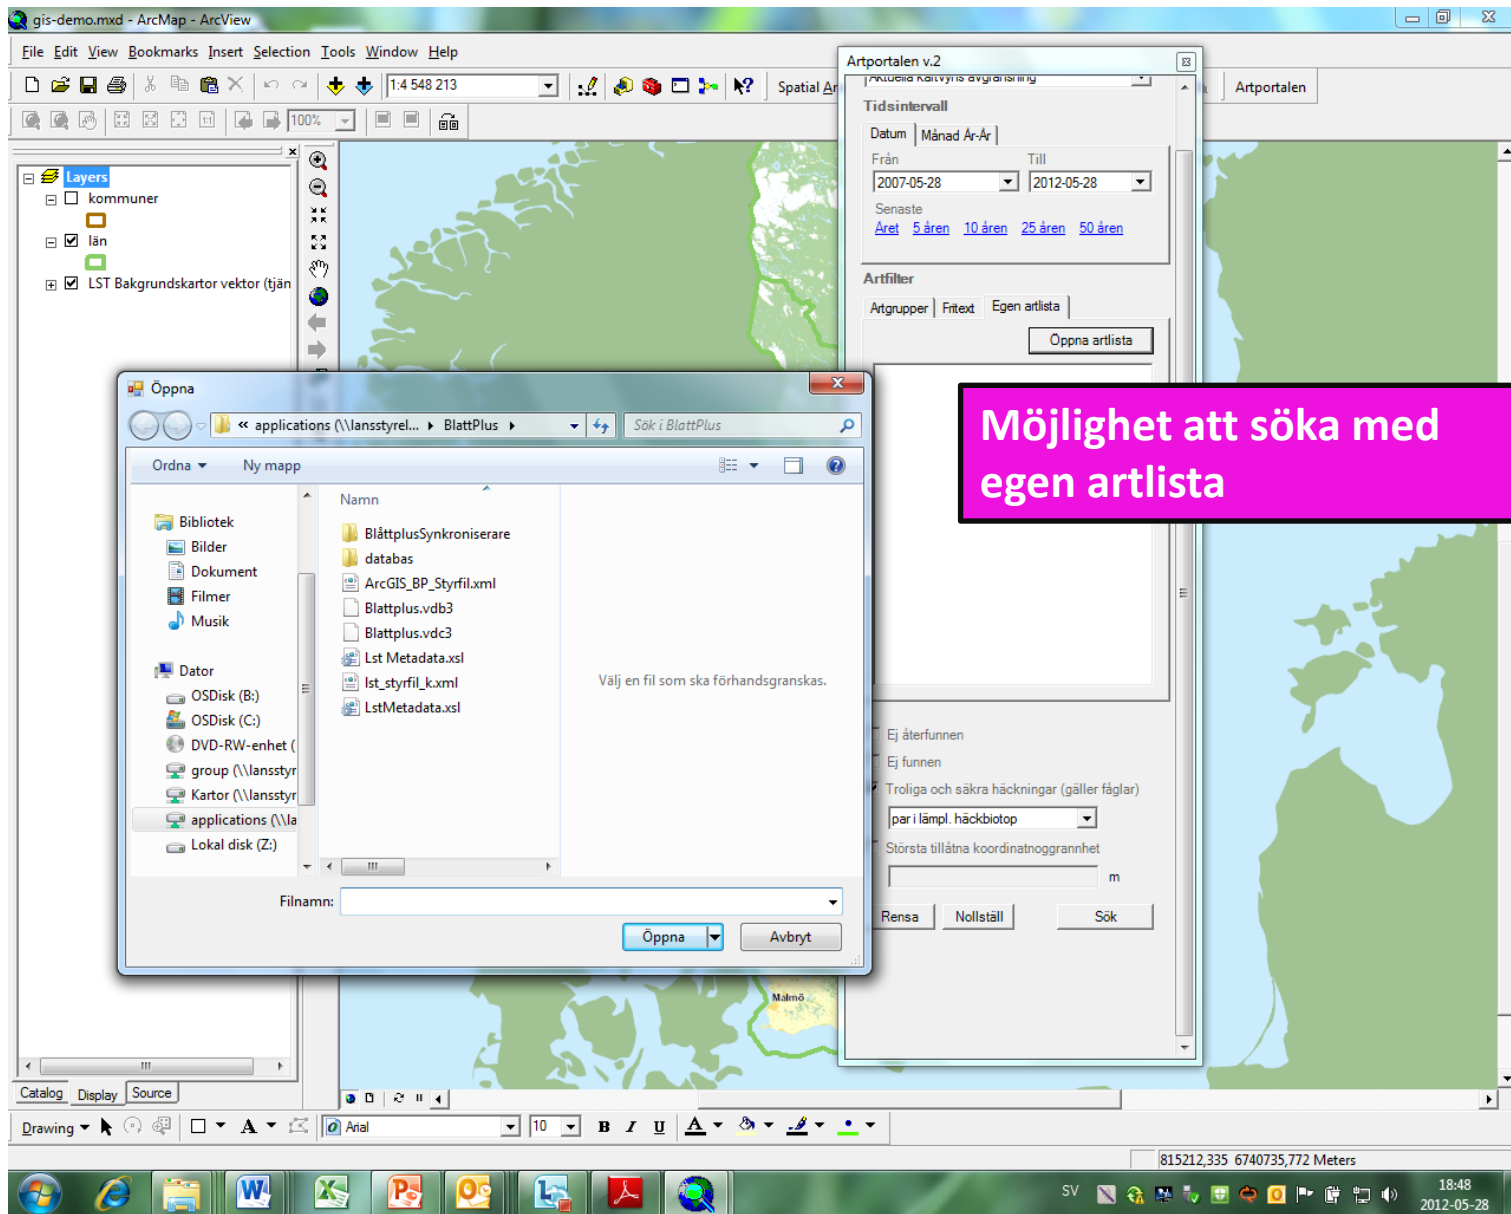 gis-demo.mxd - ArcMap - ArcView
File Edit View Bookmarks Insert Selection Tools Window Help
1:4 548 213
Spatial An
Artportalen
100%
Layers
kommuner
län
LST Bakgrundskartor vektor (tjän
Artportalen v.2
Aktuella kartvyns avgränsning
Tidsintervall
Datum Månad År-År
Från Till
2007-05-28 2012-05-28
Senaste
Året 5 åren 10 åren 25 åren 50 åren
Artfilter
Artgrupper Fritext Egen artlista
Öppna artlista
Möjlighet att söka med
egen artlista
Öppna
« applications (\\lansstyrel... BlattPlus
Sök i BlattPlus
Ordna Ny mapp
Bibliotek
Bilder
Dokument
Filmer
Musik
Dator
OSDisk (B:)
OSDisk (C:)
DVD-RW-enhet (
group (\\lansstyr
Kartor (\\lansstyr
applications (\\la
Lokal disk (Z:)
Namn
BlåttplusSynkroniserare
databas
ArcGIS_BP_Styrfil.xml
Blattplus.vdb3
Blattplus.vdc3
Lst Metadata.xsl
lst_styrfil_k.xml
LstMetadata.xsl
Välj en fil som ska förhandsgranskas.
Filnamn:
Öppna Avbryt
Ej återfunnen
Ej funnen
Troliga och säkra häckningar (gäller fåglar)
par i lämpl. häckbiotop
Största tillåtna koordinatnoggrannhet
m
Rensa Nollställ Sök
Malmö
Catalog Display Source
Drawing A Arial 10 B I U A
815212,335 6740735,772 Meters
SV
18:48
2012-05-28